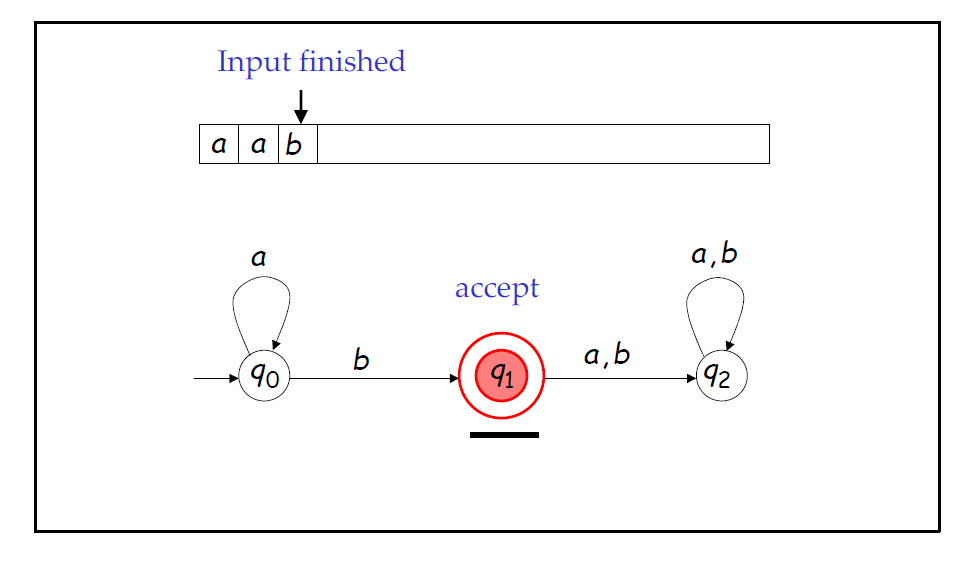 Input finished
a a b
a
a,b
accept
b
a,b
q0
q1
q2